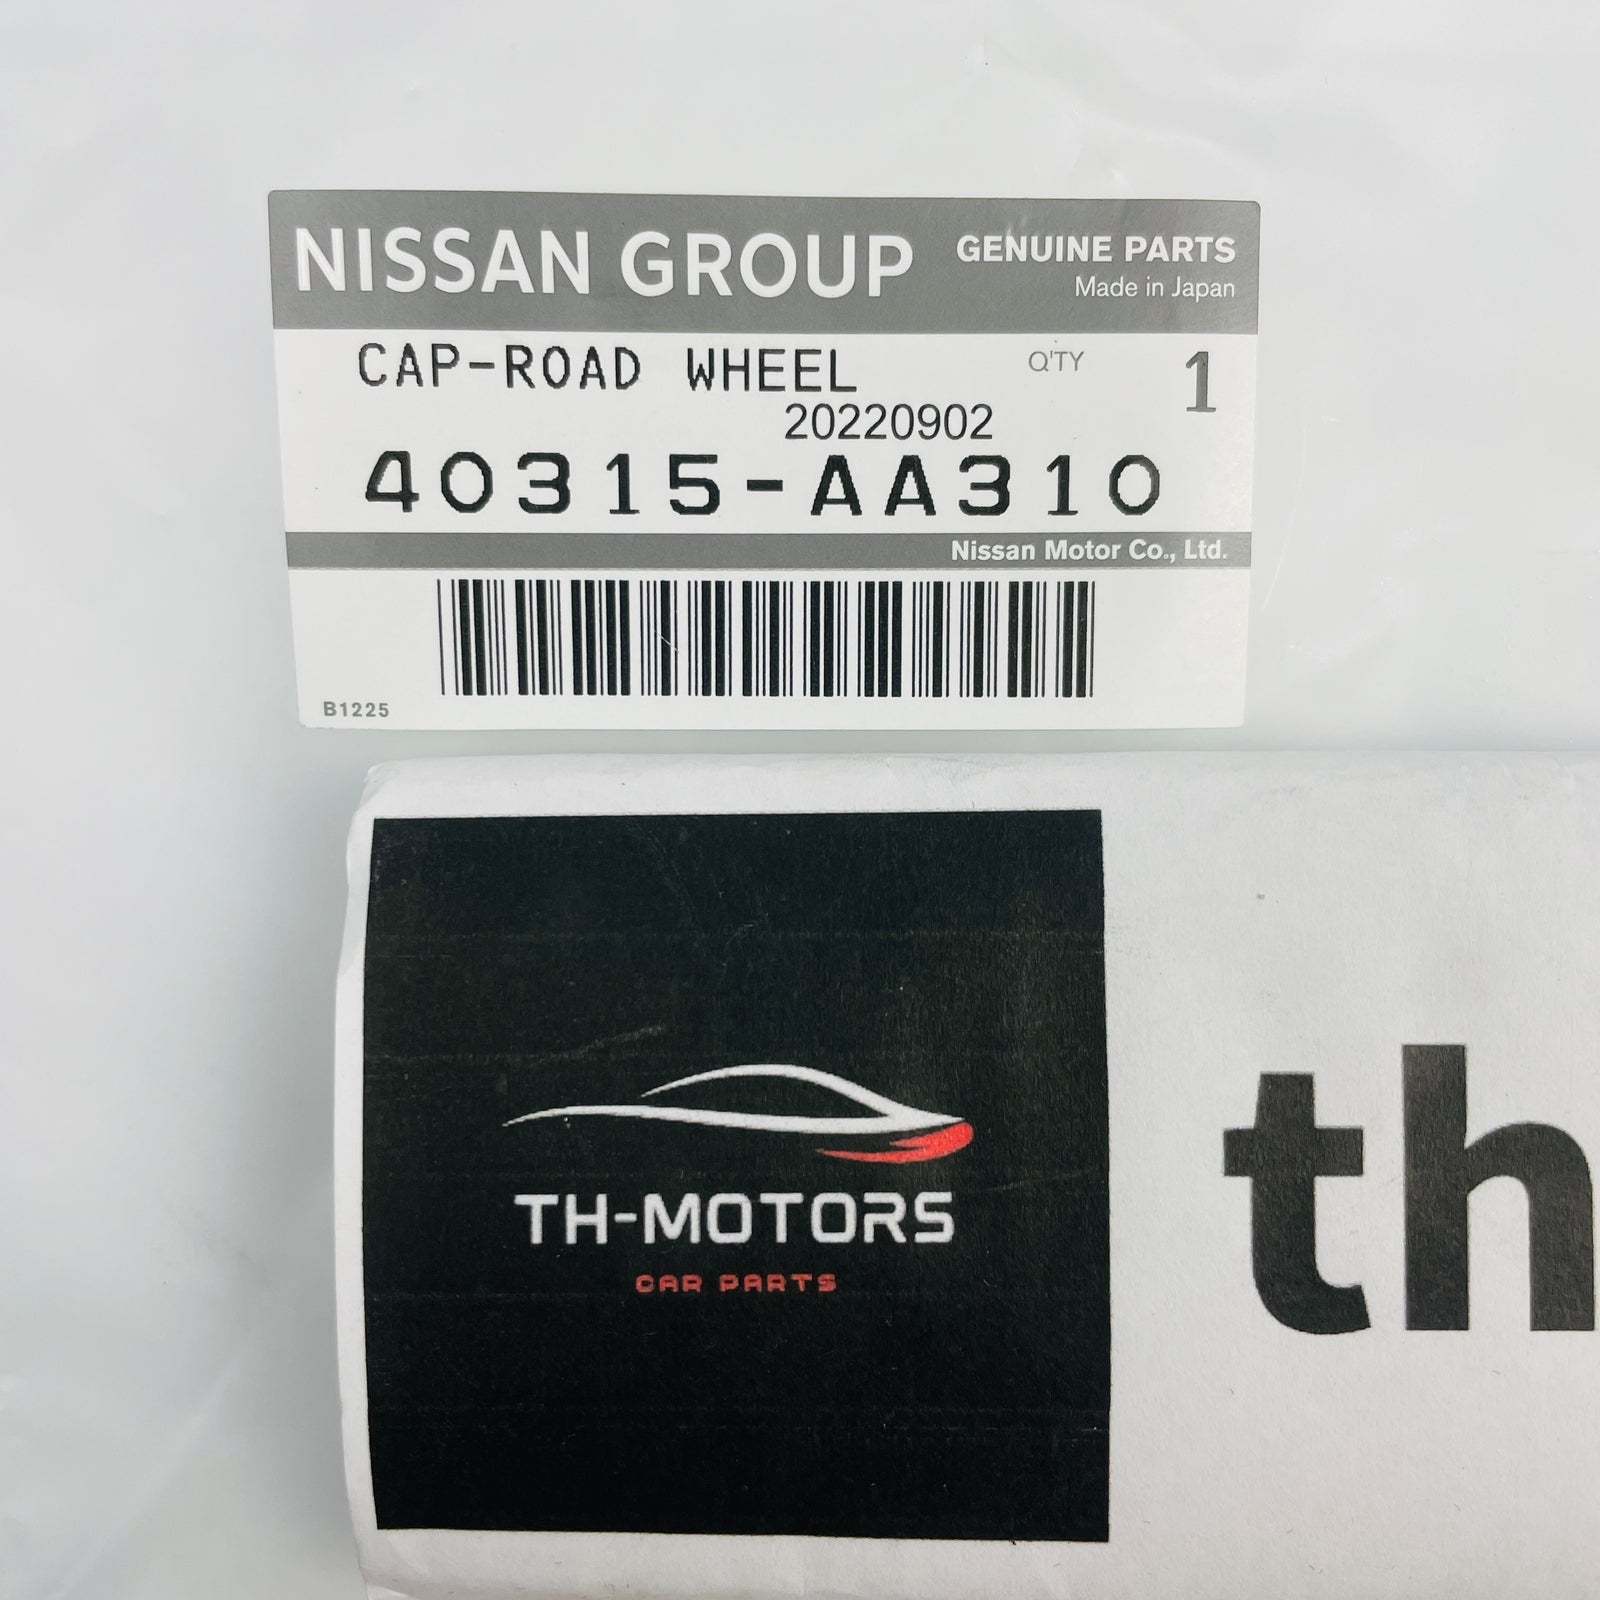 NISSAN GROUP
GENUINE PARTS
Made in Japan
CAP-ROAD WHEEL
Q'TY 1
20220902
40315-AA310
Nissan Motor Co., Ltd.
B1225
TH-MOTORS
CAR PARTS
th